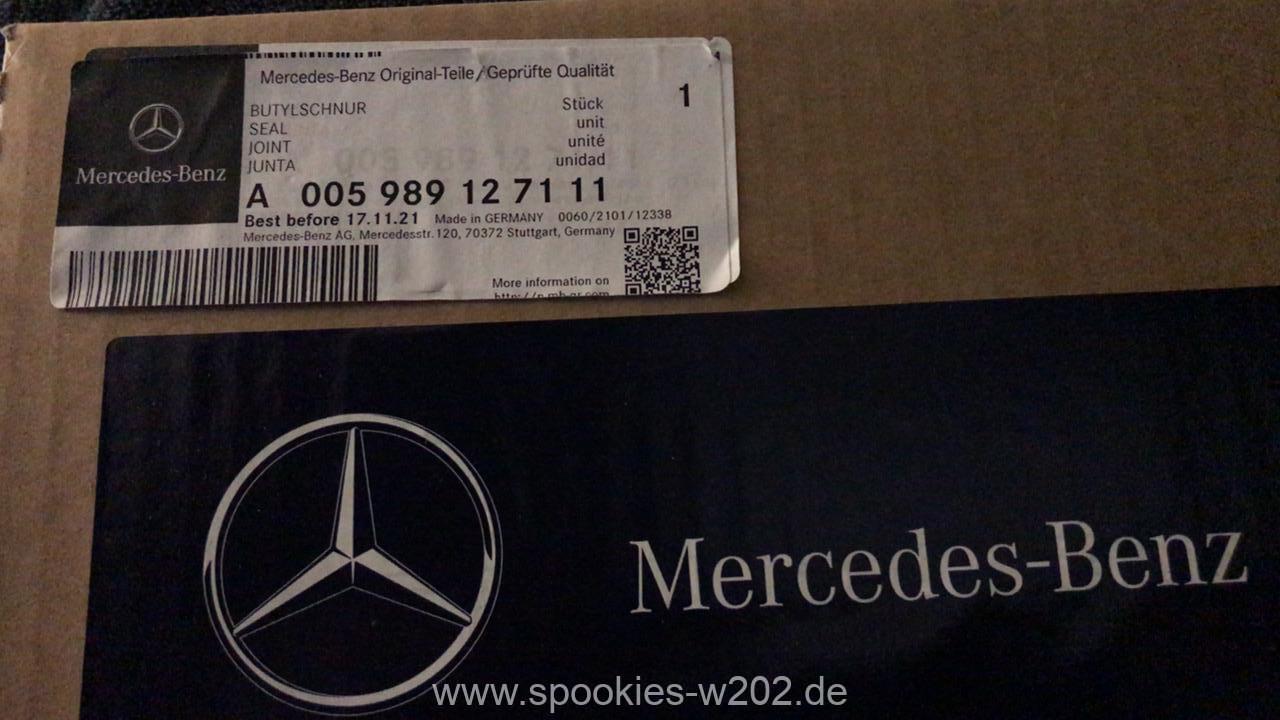 Mercedes-Benz Original-Teile/Geprüfte Qualität
BUTYLSCHNUR Stück 1
SEAL unit
JOINT unité
JUNTA unidad
Mercedes-Benz
A 005 989 12 71 11
Best before 17.11.21 Made in GERMANY 0060/2101/12338
Mercedes-Benz AG, Mercedesstr.120, 70372 Stuttgart, Germany
More information on
Mercedes-Benz
www.spookies-w202.de